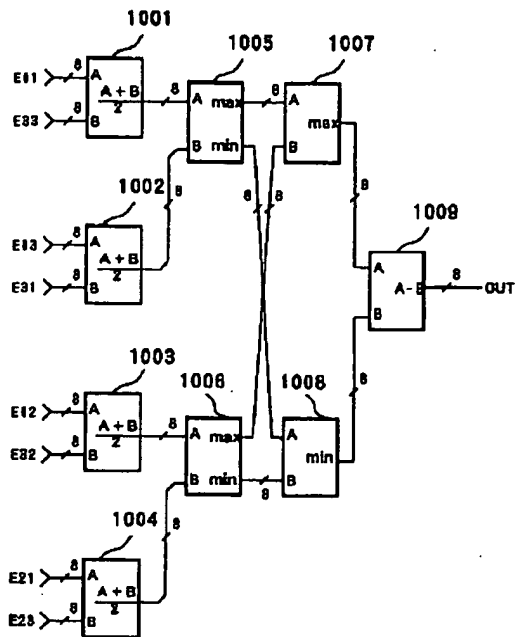 1001
E11
8
A
A + B
2
8
E33
8
B
1002
E13
8
A
A + B
2
8
E31
8
B
1003
E12
8
A
A + B
2
8
E32
8
B
1004
E21
8
A
A + B
2
8
E23
8
B
1005
A
max
8
B
min
8
1006
A
max
8
B
min
8
1007
A
B
max
8
1008
A
B
min
8
1009
A
A-B
B
8
OUT